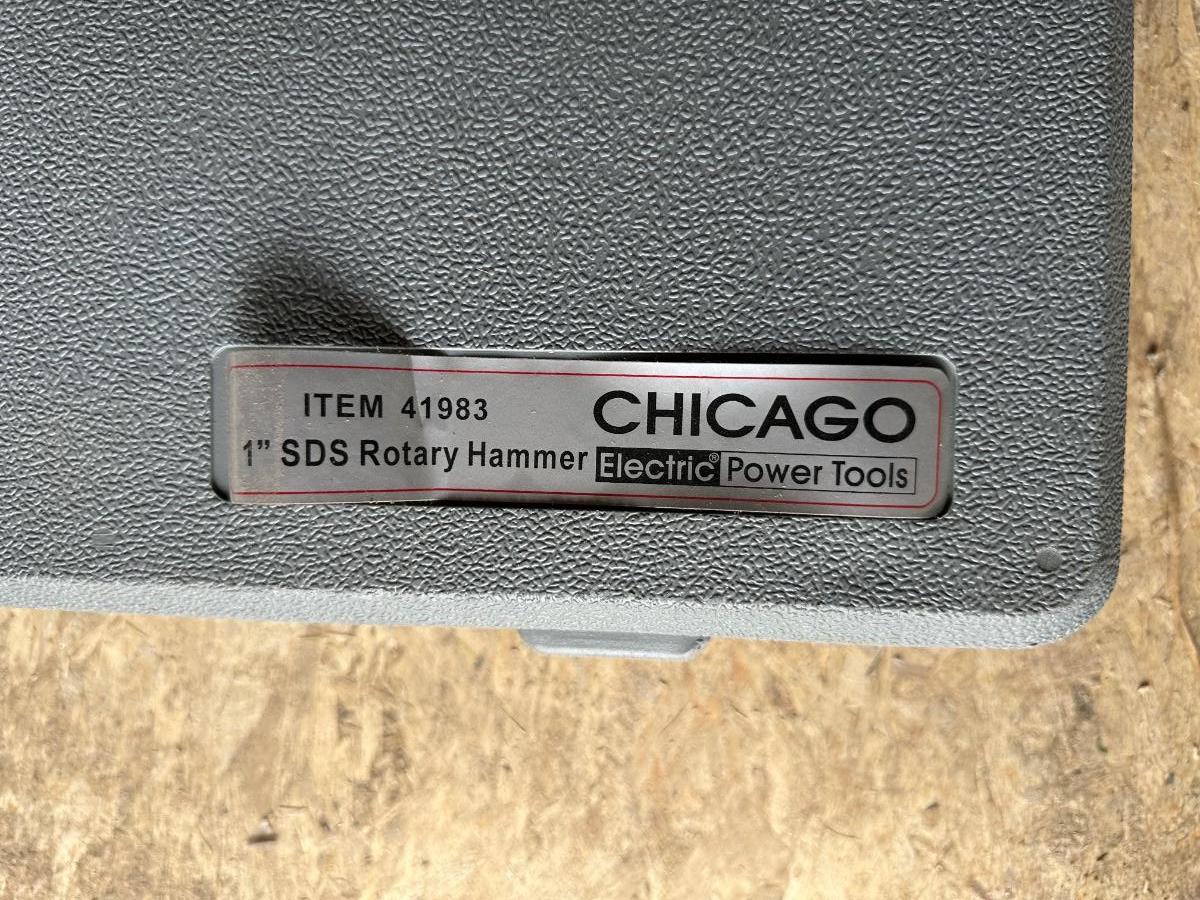 ITEM 41983
1” SDS Rotary Hammer
CHICAGO
Electric® Power Tools